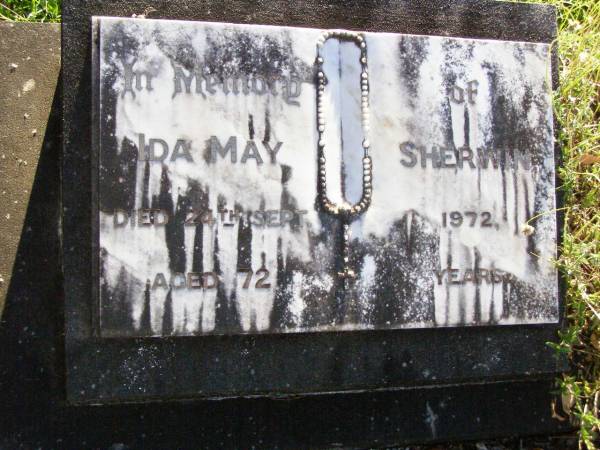 In Memory of
IDA MAY SHERWIN
DIED 24TH SEPT. 1972,
AGED 72 YEARS.